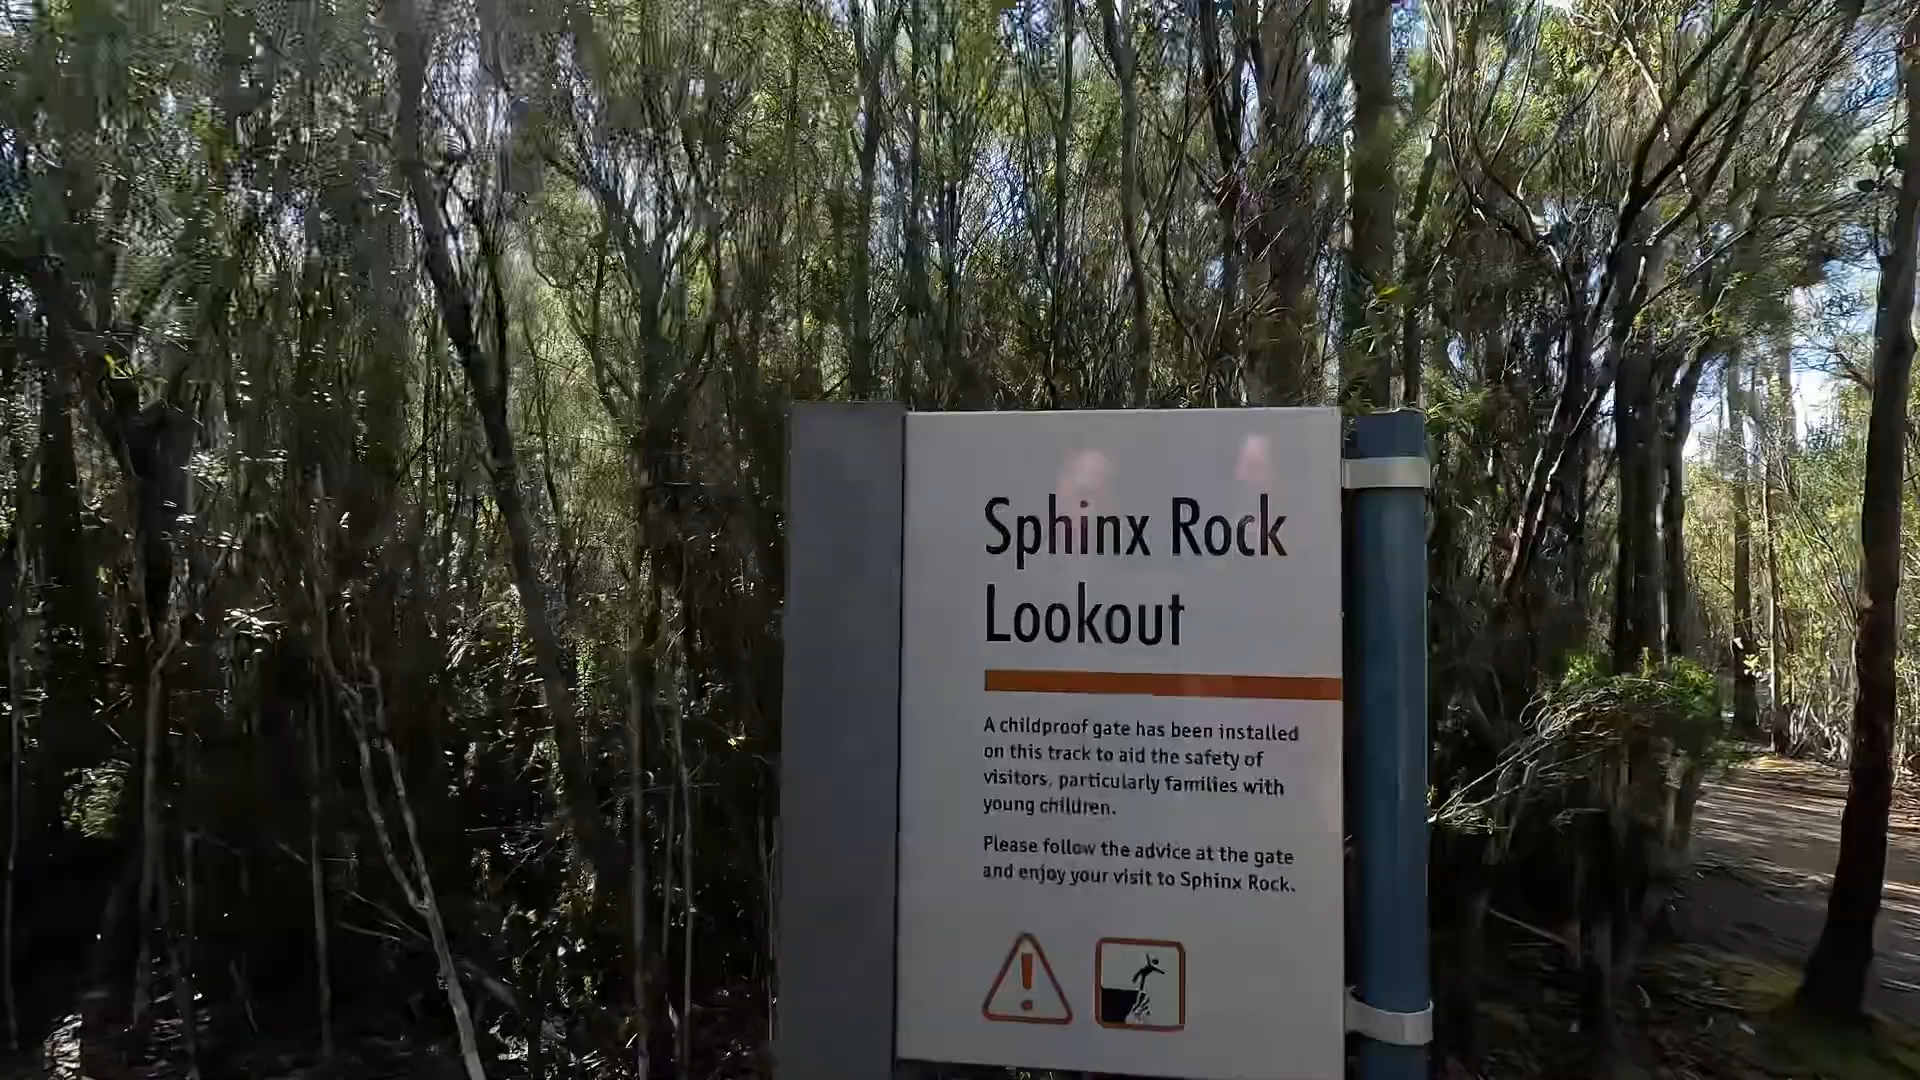 Sphinx Rock
Lookout
A childproof gate has been installed
on this track to aid the safety of
visitors, particularly families with
young children.
Please follow the advice at the gate
and enjoy your visit to Sphinx Rock.